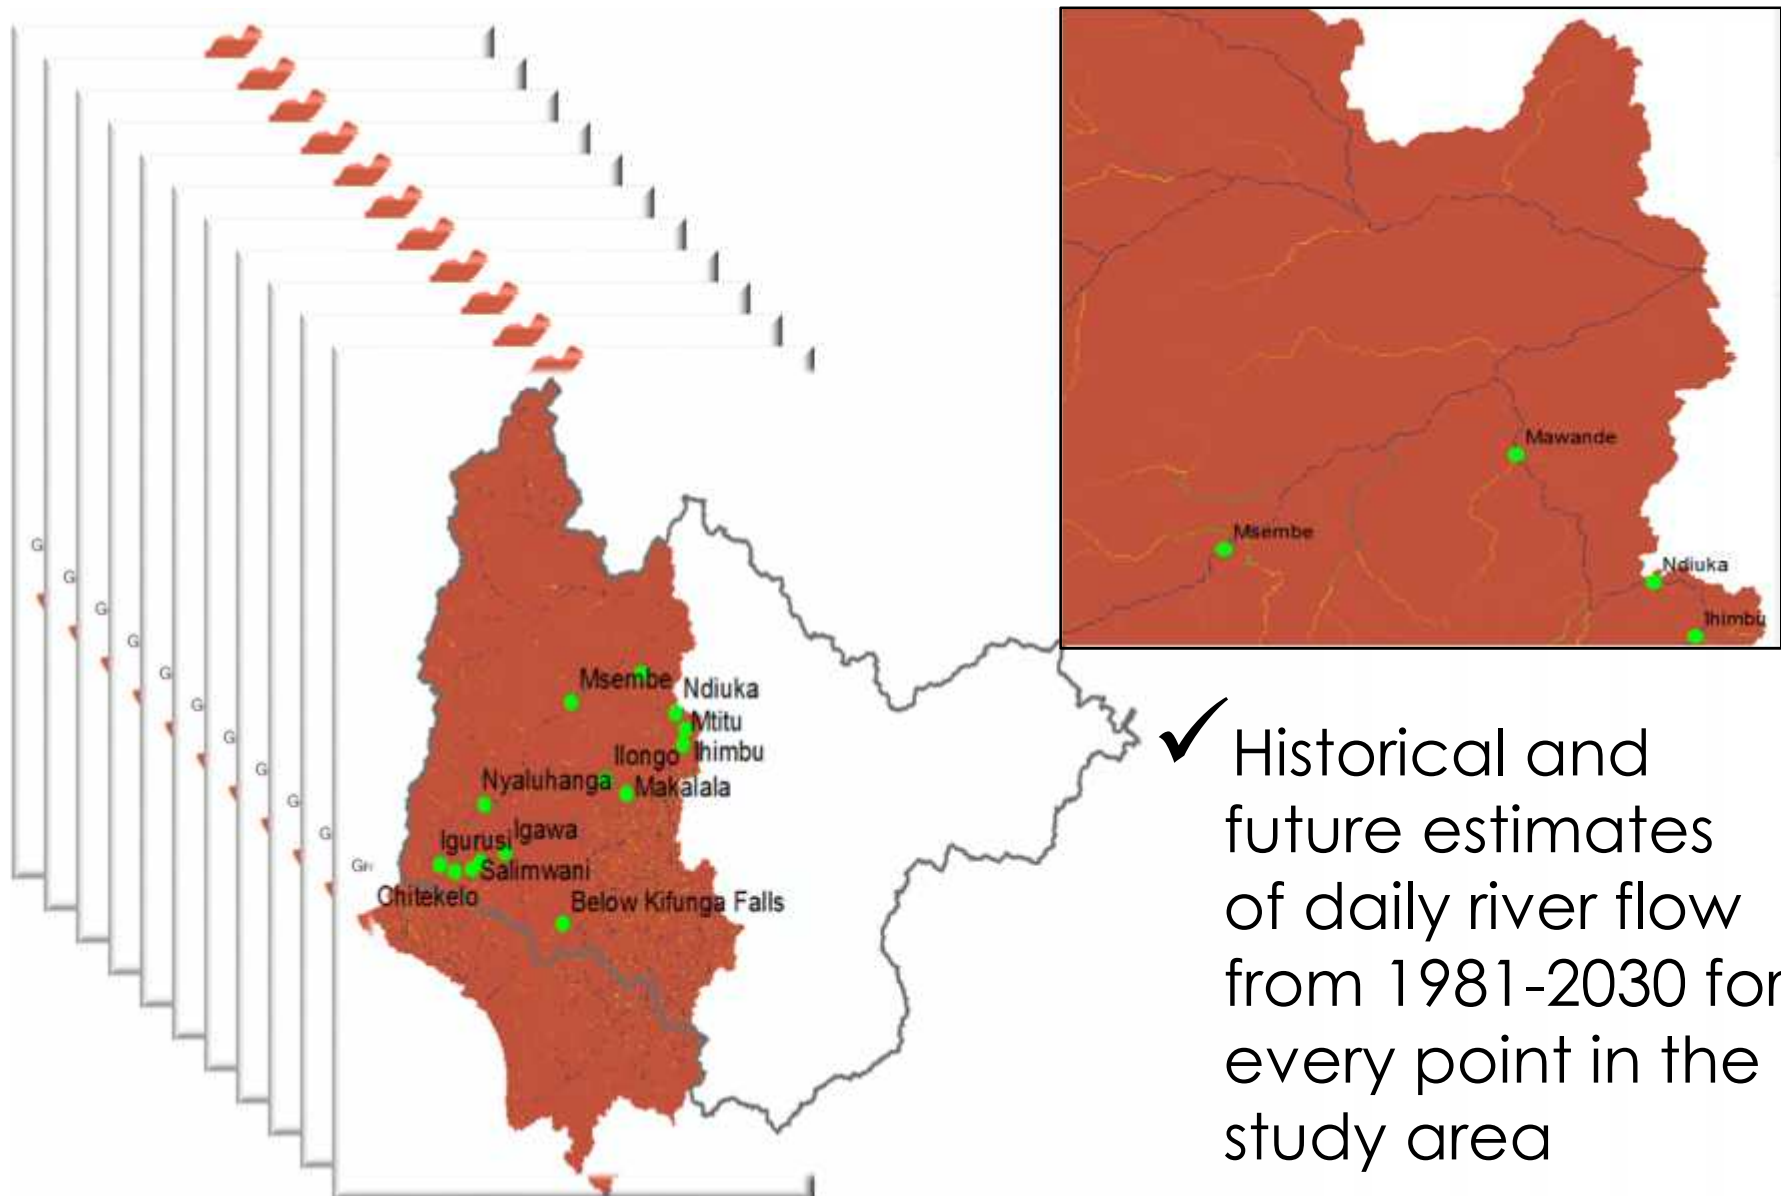 Mawande
Msembe
Ndiuka
Ihimbu
G
G
G
G
G
G
G
G
G
G
Msembe
Ndiuka
Mtitu
Ilongo
Ihimbu
Nyaluhanga
Makalala
Igurusi
Igawa
Salimwani
Chitekelo
Below Kifunga Falls
✓ Historical and
future estimates
of daily river flow
from 1981-2030 for
every point in the
study area